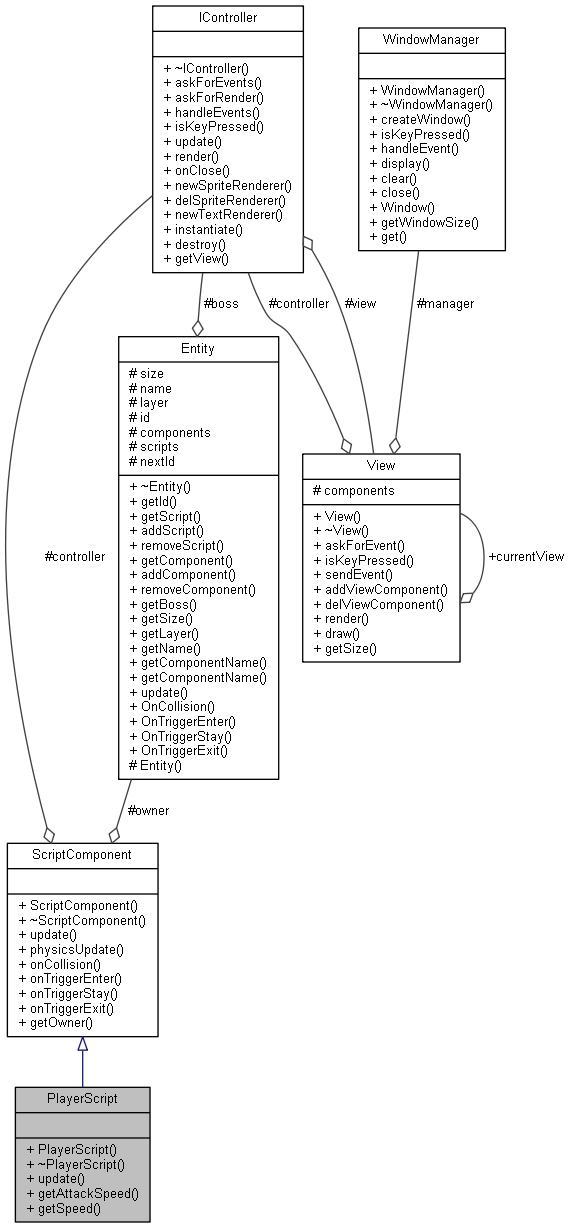 IController
+ ~IController()
+ askForEvents()
+ askForRender()
+ handleEvents()
+ isKeyPressed()
+ update()
+ render()
+ onClose()
+ newSpriteRenderer()
+ delSpriteRenderer()
+ newTextRenderer()
+ instantiate()
+ destroy()
+ getView()
WindowManager
+ WindowManager()
+ ~WindowManager()
+ createWindow()
+ isKeyPressed()
+ handleEvent()
+ display()
+ clear()
+ close()
+ Window()
+ getWindowSize()
+ get()
#boss
#controller
#view
#manager
Entity
# size
# name
# layer
# id
# components
# scripts
# nextId
+ ~Entity()
+ getId()
+ getScript()
+ addScript()
+ removeScript()
+ getComponent()
+ addComponent()
+ removeComponent()
+ getBoss()
+ getSize()
+ getLayer()
+ getName()
+ getComponentName()
+ getComponentName()
+ update()
+ OnCollision()
+ OnTriggerEnter()
+ OnTriggerStay()
+ OnTriggerExit()
# Entity()
View
# components
+ View()
+ ~View()
+ askForEvent()
+ isKeyPressed()
+ sendEvent()
+ addViewComponent()
+ delViewComponent()
+ render()
+ draw()
+ getSize()
+currentView
#controller
#owner
ScriptComponent
+ ScriptComponent()
+ ~ScriptComponent()
+ update()
+ physicsUpdate()
+ onCollision()
+ onTriggerEnter()
+ onTriggerStay()
+ onTriggerExit()
+ getOwner()
PlayerScript
+ PlayerScript()
+ ~PlayerScript()
+ update()
+ getAttackSpeed()
+ getSpeed()